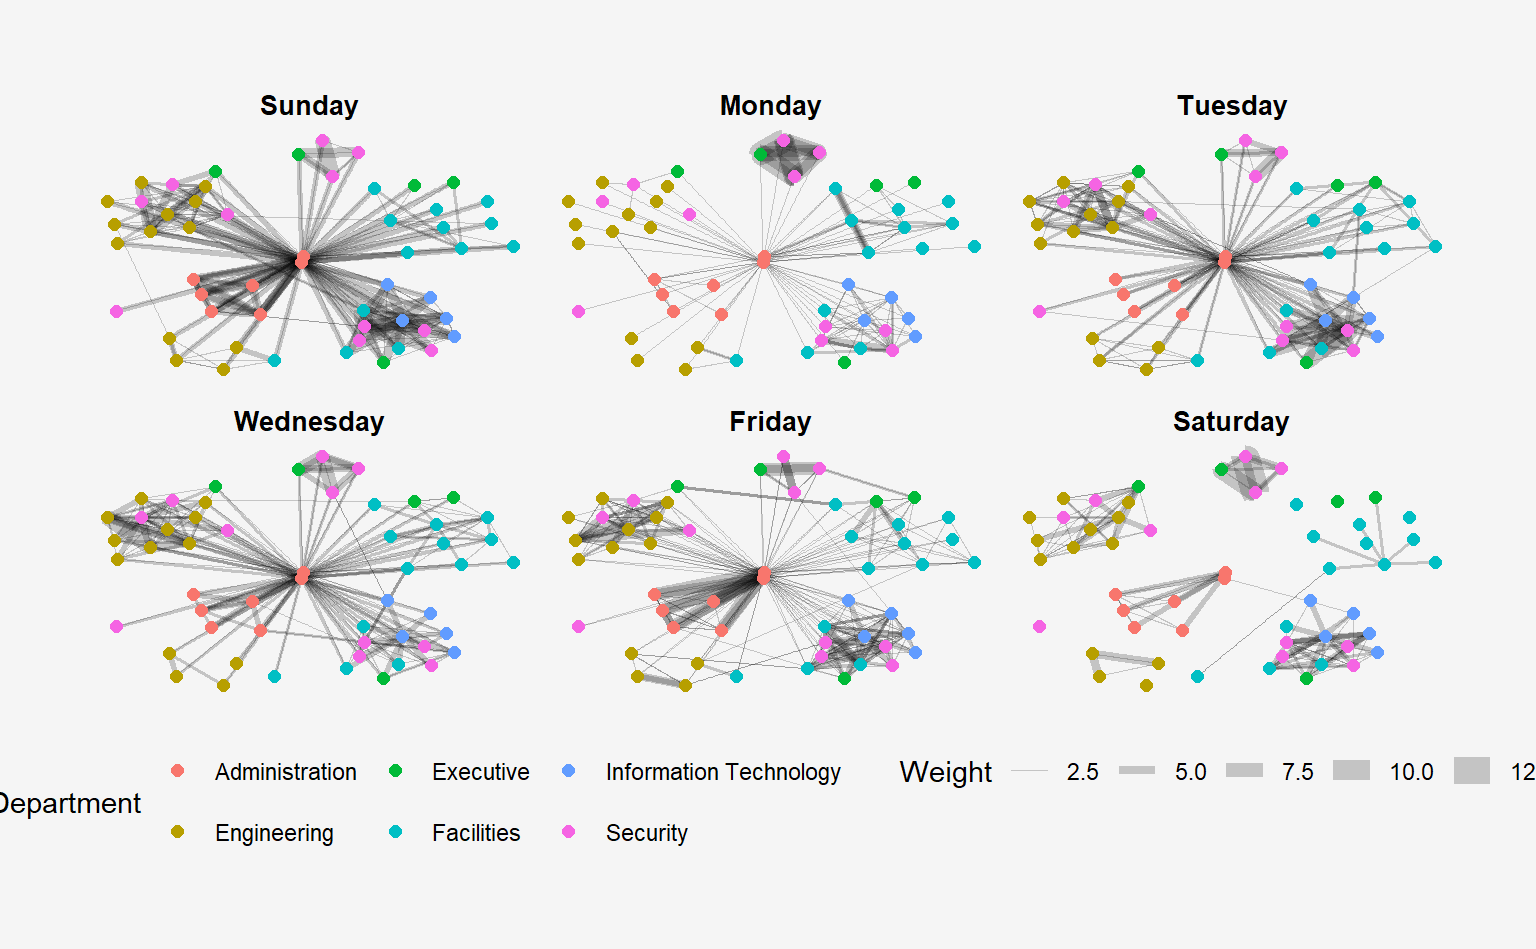 Sunday
Monday
Tuesday
Wednesday
Friday
Saturday
Department
Administration
Executive
Information Technology
Engineering
Facilities
Security
Weight
2.5
5.0
7.5
10.0
12